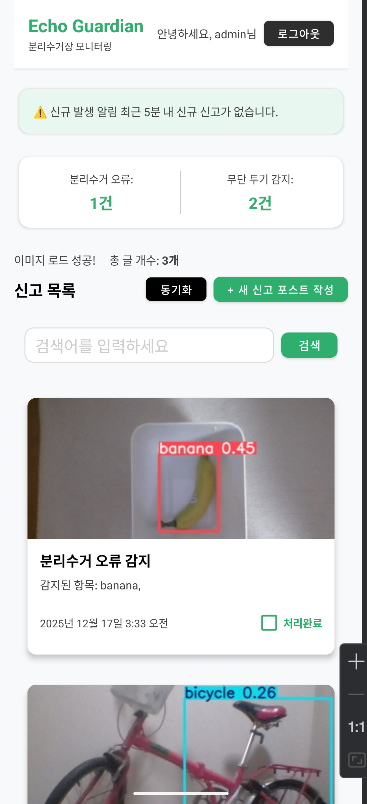 Echo Guardian
분리수거장 모니터링
안녕하세요, admin님
로그아웃
⚠️ 신규 발생 알림 최근 5분 내 신규 신고가 없습니다.
분리수거 오류:
1건
무단 투기 감지:
2건
이미지 로드 성공! 총 글 개수: 3개
신고 목록
동기화
+ 새 신고 포스트 작성
검색어를 입력하세요
검색
banana 0.45
분리수거 오류 감지
감지된 항목: banana,
2025년 12월 17일 3:33 오전
처리완료
bicycle 0.26
1:1